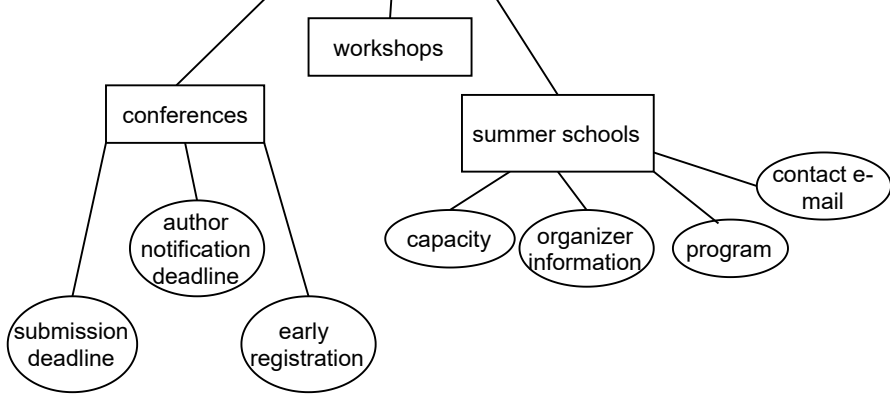 workshops
conferences
summer schools
contact e-
mail
author
notification
deadline
capacity
organizer
information
program
submission
deadline
early
registration